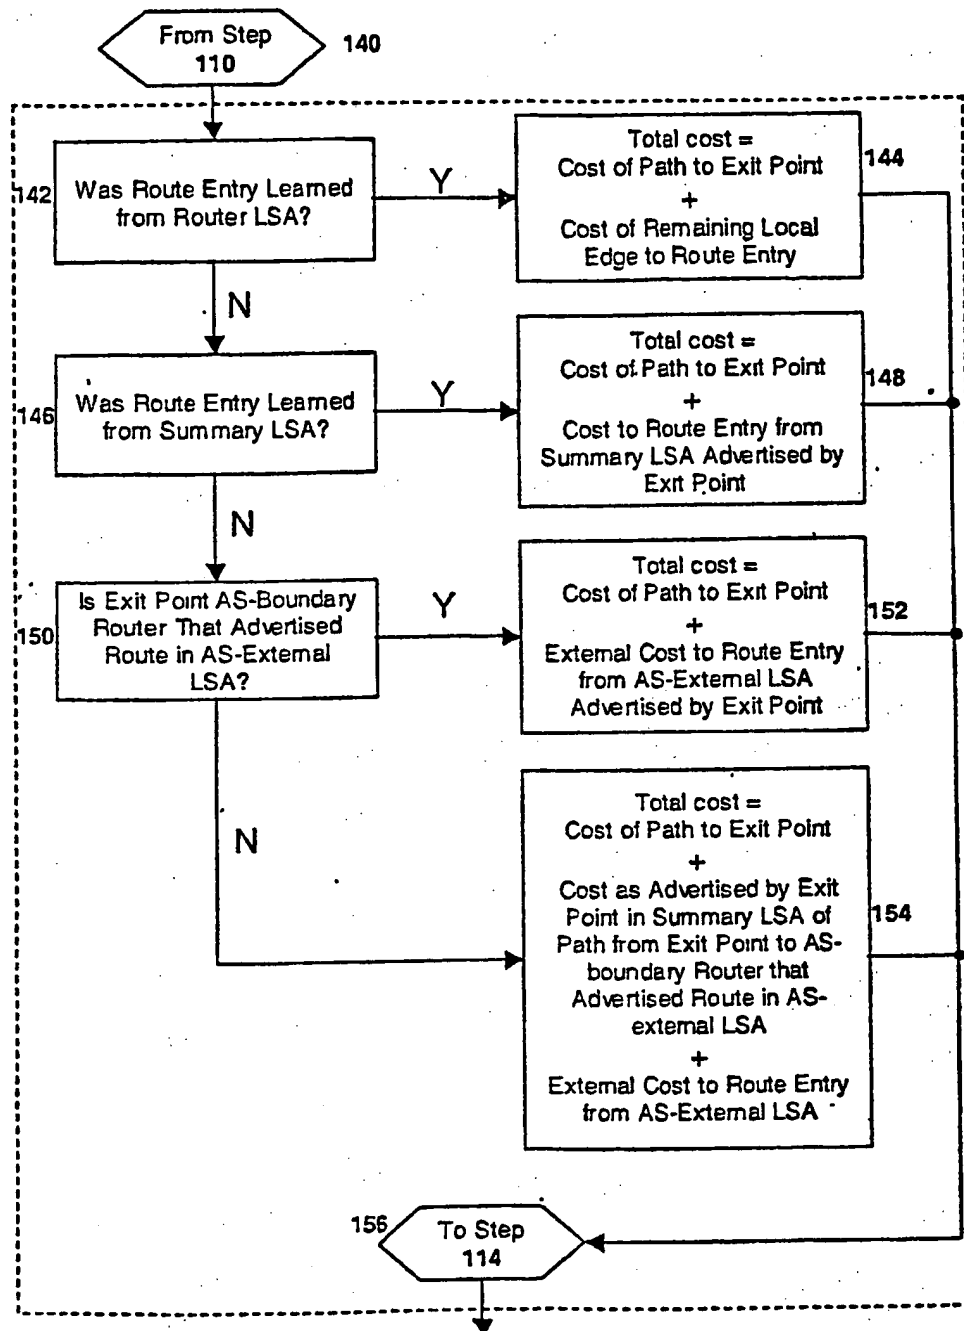 From Step
110
140
142
Was Route Entry Learned
from Router LSA?
Y
Total cost =
Cost of Path to Exit Point
+
Cost of Remaining Local
Edge to Route Entry
144
N
146
Was Route Entry Learned
from Summary LSA?
Y
Total cost =
Cost of Path to Exit Point
+
Cost to Route Entry from
Summary LSA Advertised by
Exit Point
148
N
150
Is Exit Point AS-Boundary
Router That Advertised
Route in AS-External
LSA?
Y
Total cost =
Cost of Path to Exit Point
+
External Cost to Route Entry
from AS-External LSA
Advertised by Exit Point
152
N
Total cost =
Cost of Path to Exit Point
+
Cost as Advertised by Exit
Point in Summary LSA of
Path from Exit Point to AS-
boundary Router that
Advertised Route in AS-
external LSA
+
External Cost to Route Entry
from AS-External LSA
154
156
To Step
114